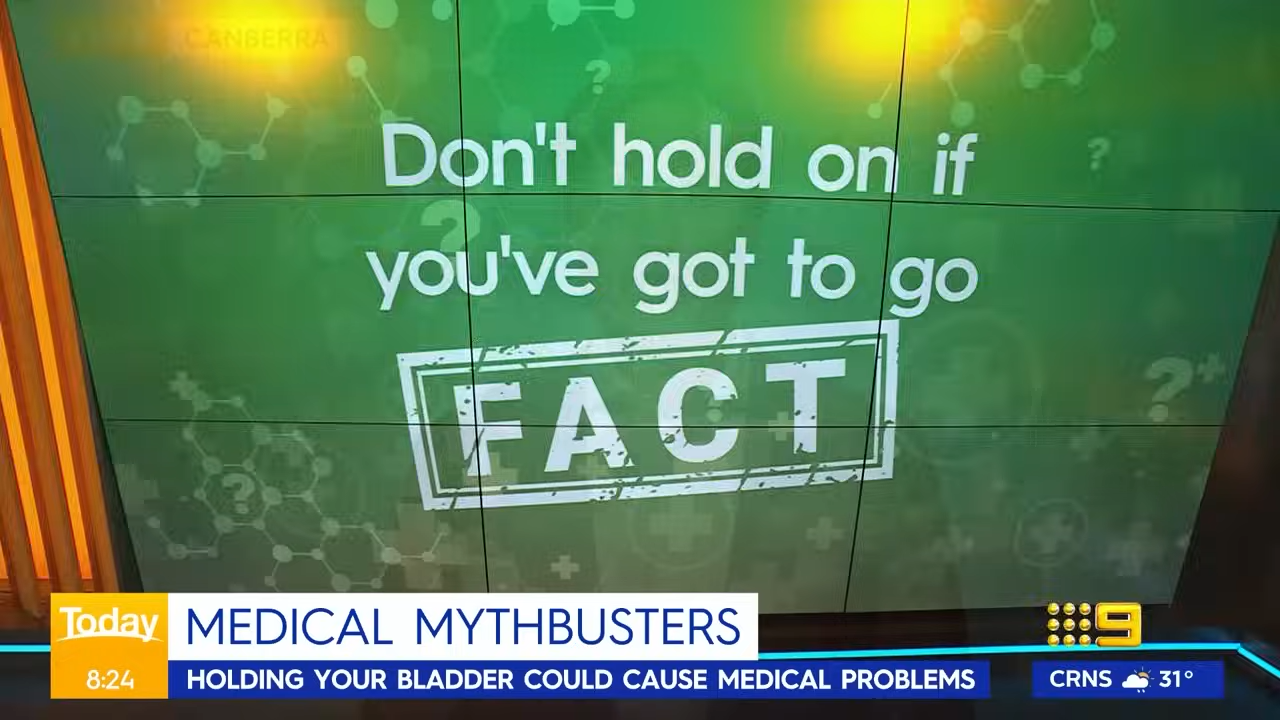 CANBERRA
Don't hold on if
you've got to go
FACT
Today
MEDICAL MYTHBUSTERS
9
8:24
HOLDING YOUR BLADDER COULD CAUSE MEDICAL PROBLEMS
CRNS 31°